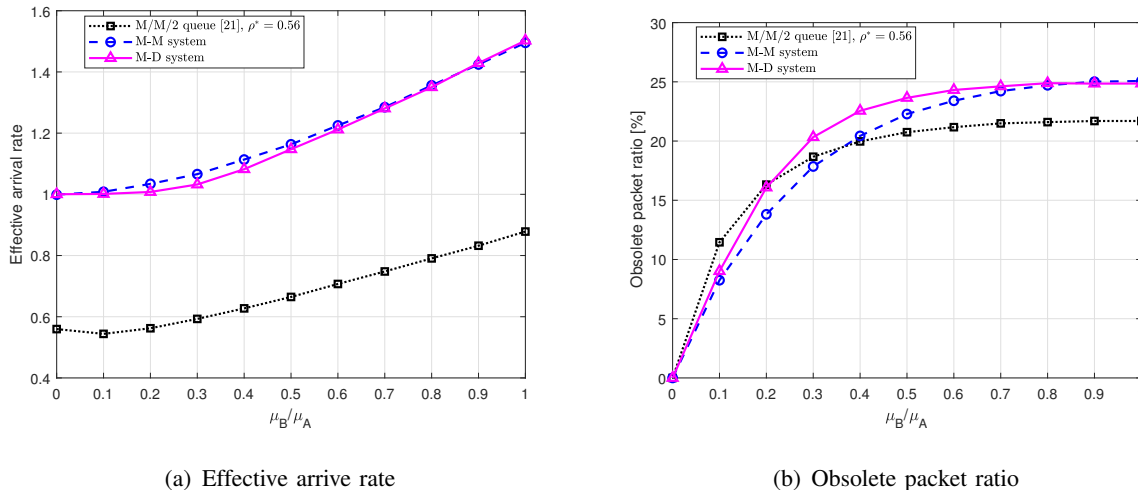 M/M/2 queue [21], ρ* = 0.56
M-M system
M-D system
1.6
1.4
1.2
1
0.8
0.6
0.4
Effective arrival rate
0 0.1 0.2 0.3 0.4 0.5 0.6 0.7 0.8 0.9 1
μB/μA
(a) Effective arrive rate
M/M/2 queue [21], ρ* = 0.56
M-M system
M-D system
30
25
20
15
10
5
0
Obsolete packet ratio [%]
0 0.1 0.2 0.3 0.4 0.5 0.6 0.7 0.8 0.9
μB/μA
(b) Obsolete packet ratio